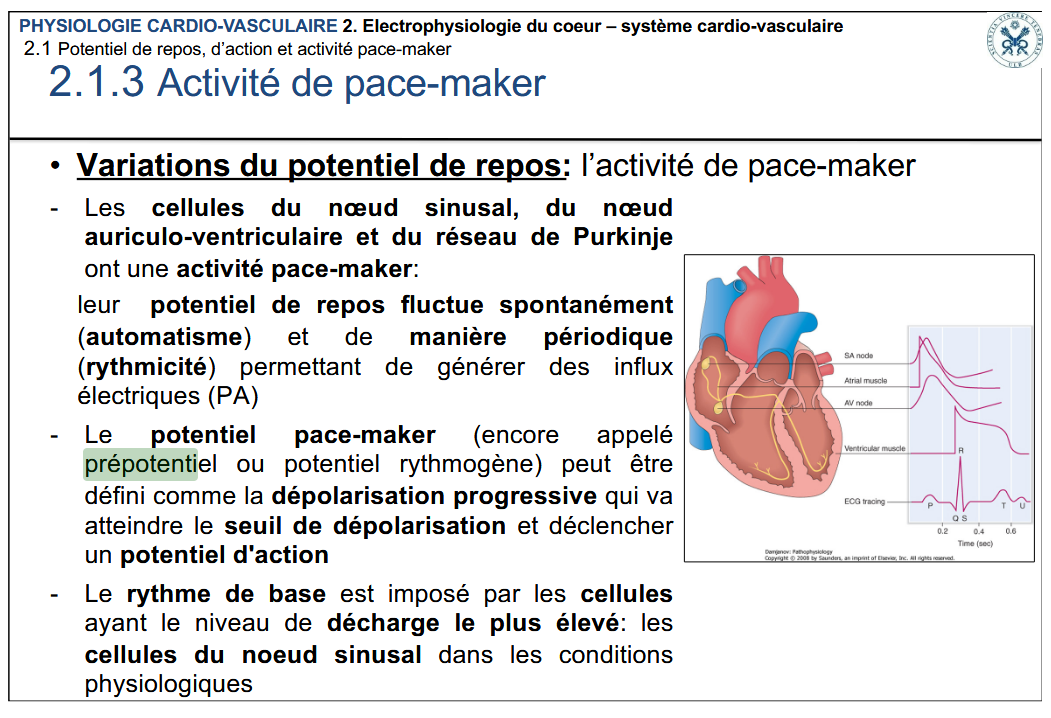 PHYSIOLOGIE CARDIO-VASCULAIRE 2. Electrophysiologie du coeur – système cardio-vasculaire
2.1 Potentiel de repos, d'action et activité pace-maker
2.1.3 Activité de pace-maker
• Variations du potentiel de repos: l'activité de pace-maker
- Les cellules du nœud sinusal, du nœud
auriculo-ventriculaire et du réseau de Purkinje
ont une activité pace-maker:
leur potentiel de repos fluctue spontanément
(automatisme) et de manière périodique
(rythmicité) permettant de générer des influx
électriques (PA)
- Le potentiel pace-maker (encore appelé
prépotentiel ou potentiel rythmogène) peut être
défini comme la dépolarisation progressive qui va
atteindre le seuil de dépolarisation et déclencher
un potentiel d'action
- Le rythme de base est imposé par les cellules
ayant le niveau de décharge le plus élevé: les
cellules du noeud sinusal dans les conditions
physiologiques
SA node
Atrial muscle
AV node
Ventricular muscle
R
ECG tracing
P
T U
Q S
0.2 0.4 0.6
Time (sec)
Damjanov: Pathophysiology
Copyright © 2008 by Saunders, an imprint of Elsevier, Inc. All rights reserved.